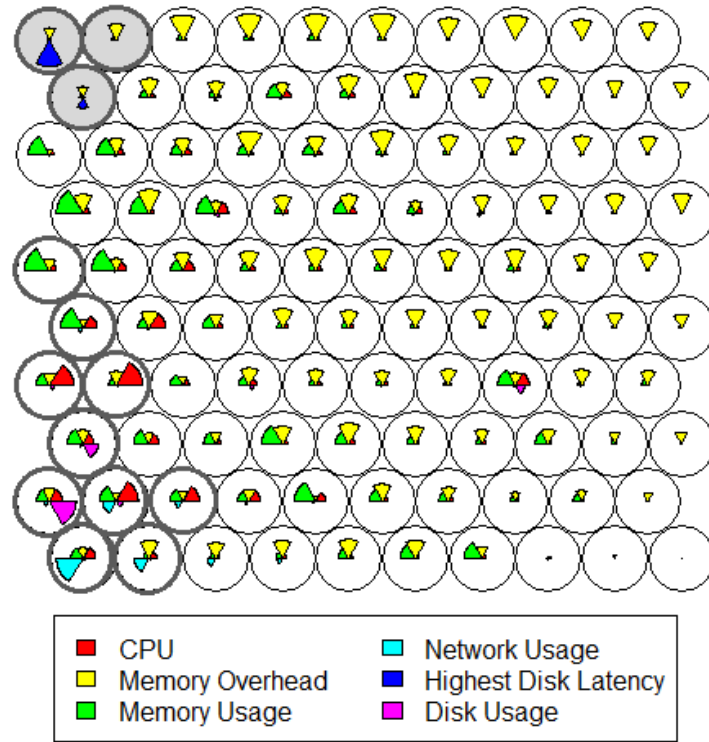 CPU Network Usage
Memory Overhead Highest Disk Latency
Memory Usage Disk Usage